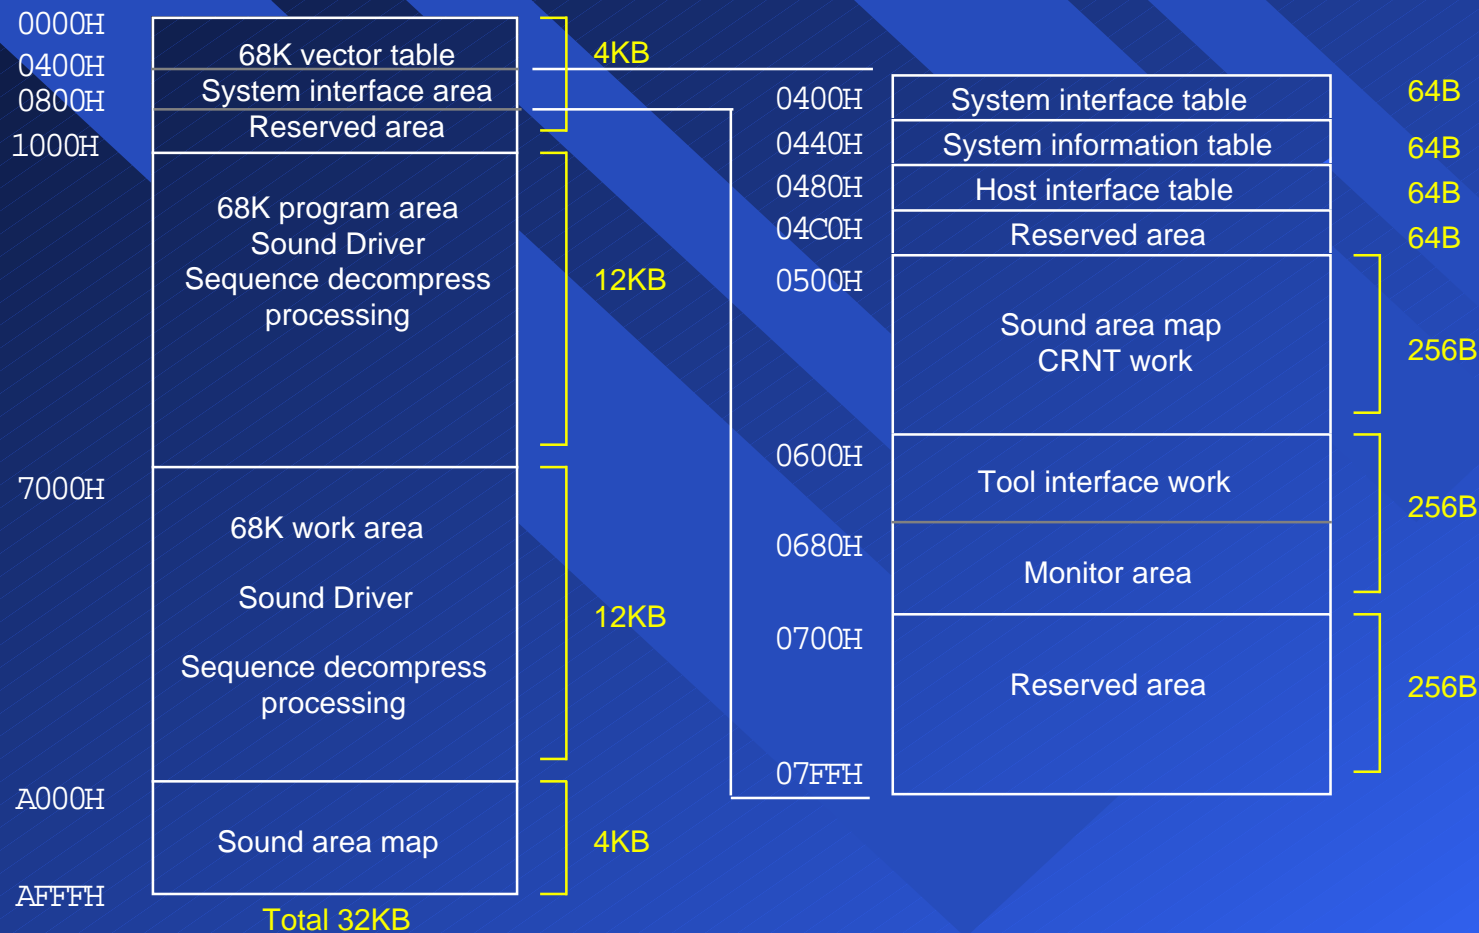 0000H
68K vector table
4KB
0400H
System interface area
0800H
Reserved area
1000H
68K program area
Sound Driver
Sequence decompress
processing
12KB
7000H
68K work area
Sound Driver
Sequence decompress
processing
12KB
A000H
Sound area map
4KB
AFFFH
Total 32KB
0400H
System interface table
64B
0440H
System information table
64B
0480H
Host interface table
64B
04C0H
Reserved area
64B
0500H
Sound area map
CRNT work
256B
0600H
Tool interface work
256B
0680H
Monitor area
0700H
Reserved area
256B
07FFH